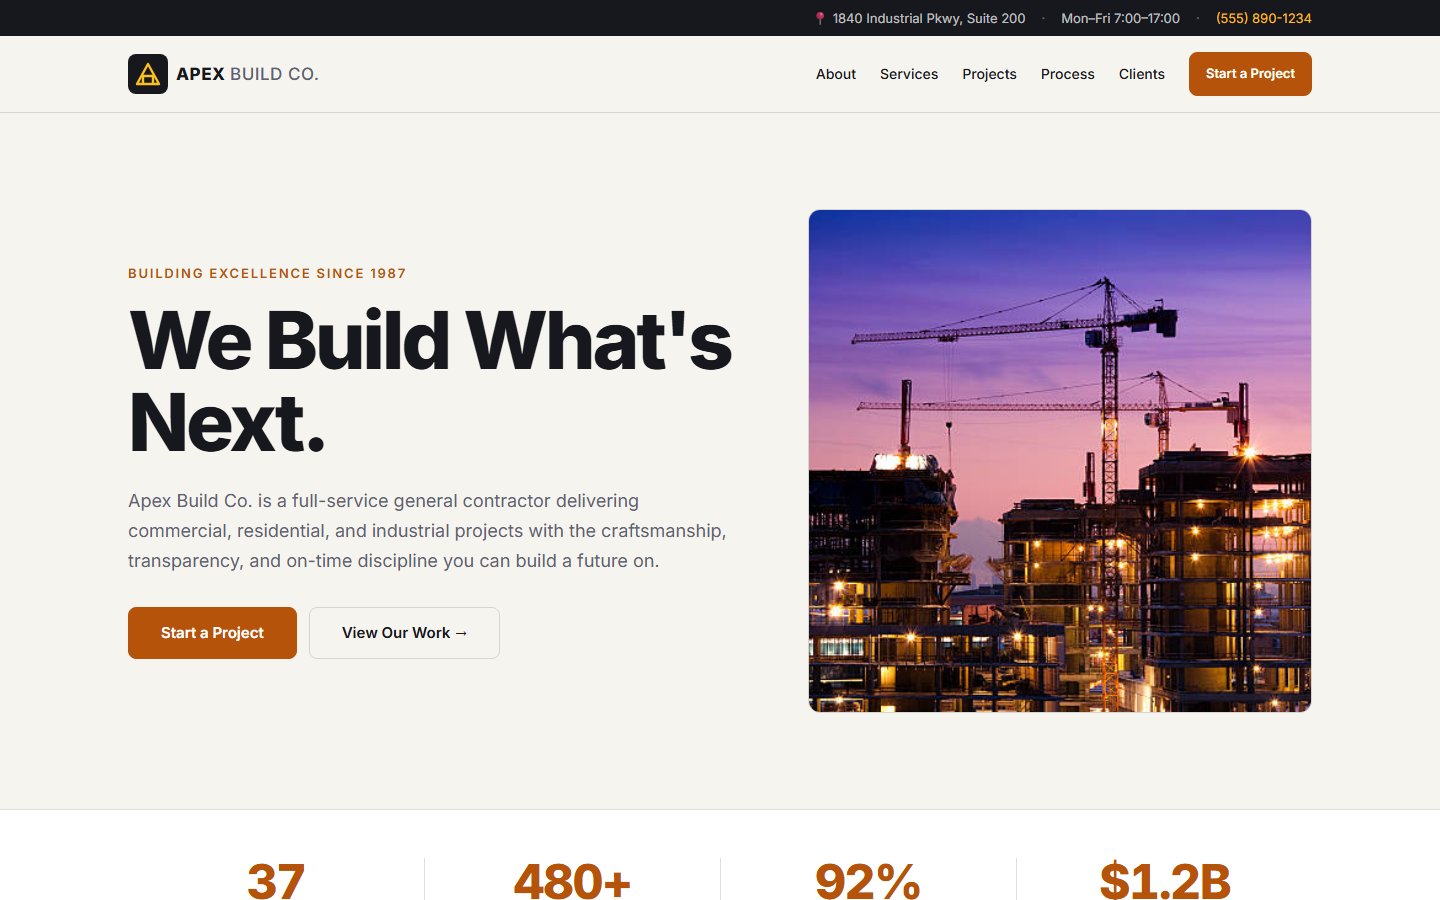 1840 Industrial Pkwy, Suite 200 · Mon–Fri 7:00–17:00 · (555) 890-1234
APEX BUILD CO.
About Services Projects Process Clients Start a Project
BUILDING EXCELLENCE SINCE 1987
We Build What's
Next.
Apex Build Co. is a full-service general contractor delivering
commercial, residential, and industrial projects with the craftsmanship,
transparency, and on-time discipline you can build a future on.
Start a Project View Our Work →
37 480+ 92% $1.2B